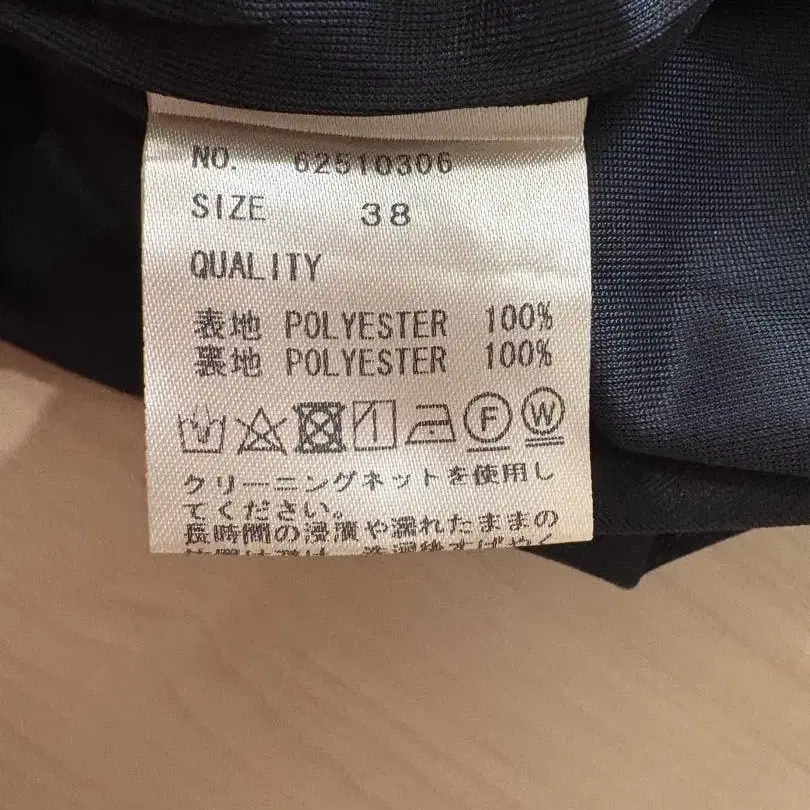 NO. 62510306
SIZE 38
QUALITY
表地 POLYESTER 100%
裏地 POLYESTER 100%
F W
クリーニングネットを使用し
てください。
長時間の浸漬や濡れたままの